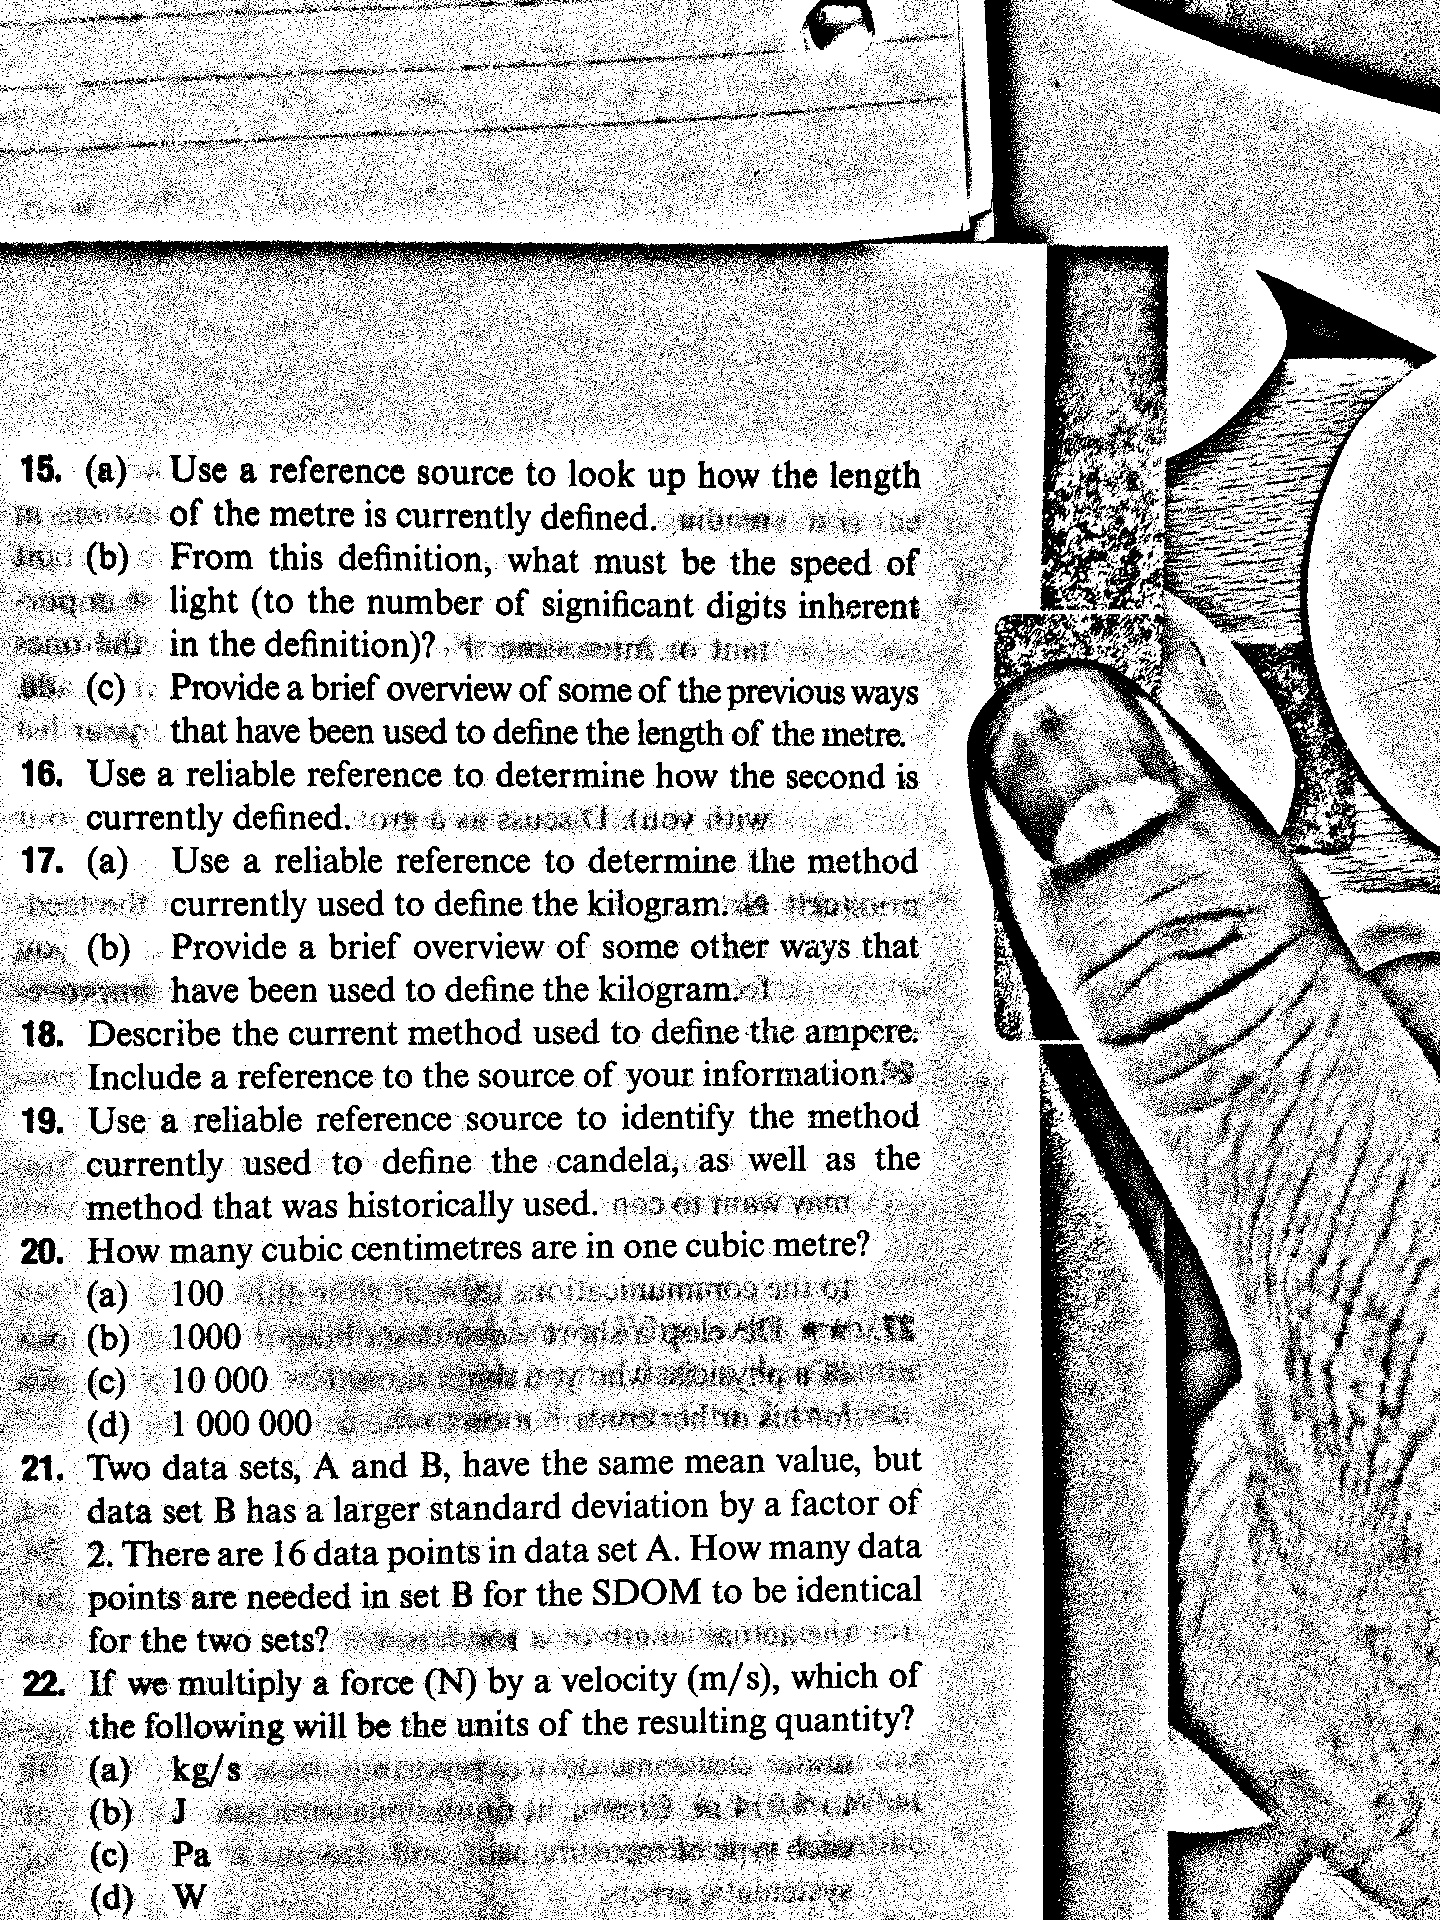 15. (a) Use a reference source to look up how the length
of the metre is currently defined.
(b) From this definition, what must be the speed of
light (to the number of significant digits inherent
in the definition)?
(c) Provide a brief overview of some of the previous ways
that have been used to define the length of the metre.
16. Use a reliable reference to determine how the second is
currently defined.
17. (a) Use a reliable reference to determine the method
currently used to define the kilogram.
(b) Provide a brief overview of some other ways that
have been used to define the kilogram.
18. Describe the current method used to define the ampere.
Include a reference to the source of your information.
19. Use a reliable reference source to identify the method
currently used to define the candela, as well as the
method that was historically used.
20. How many cubic centimetres are in one cubic metre?
(a) 100
(b) 1000
(c) 10 000
(d) 1 000 000
21. Two data sets, A and B, have the same mean value, but
data set B has a larger standard deviation by a factor of
2. There are 16 data points in data set A. How many data
points are needed in set B for the SDOM to be identical
for the two sets?
22. If we multiply a force (N) by a velocity (m/s), which of
the following will be the units of the resulting quantity?
(a) kg/s
(b) J
(c) Pa
(d) W